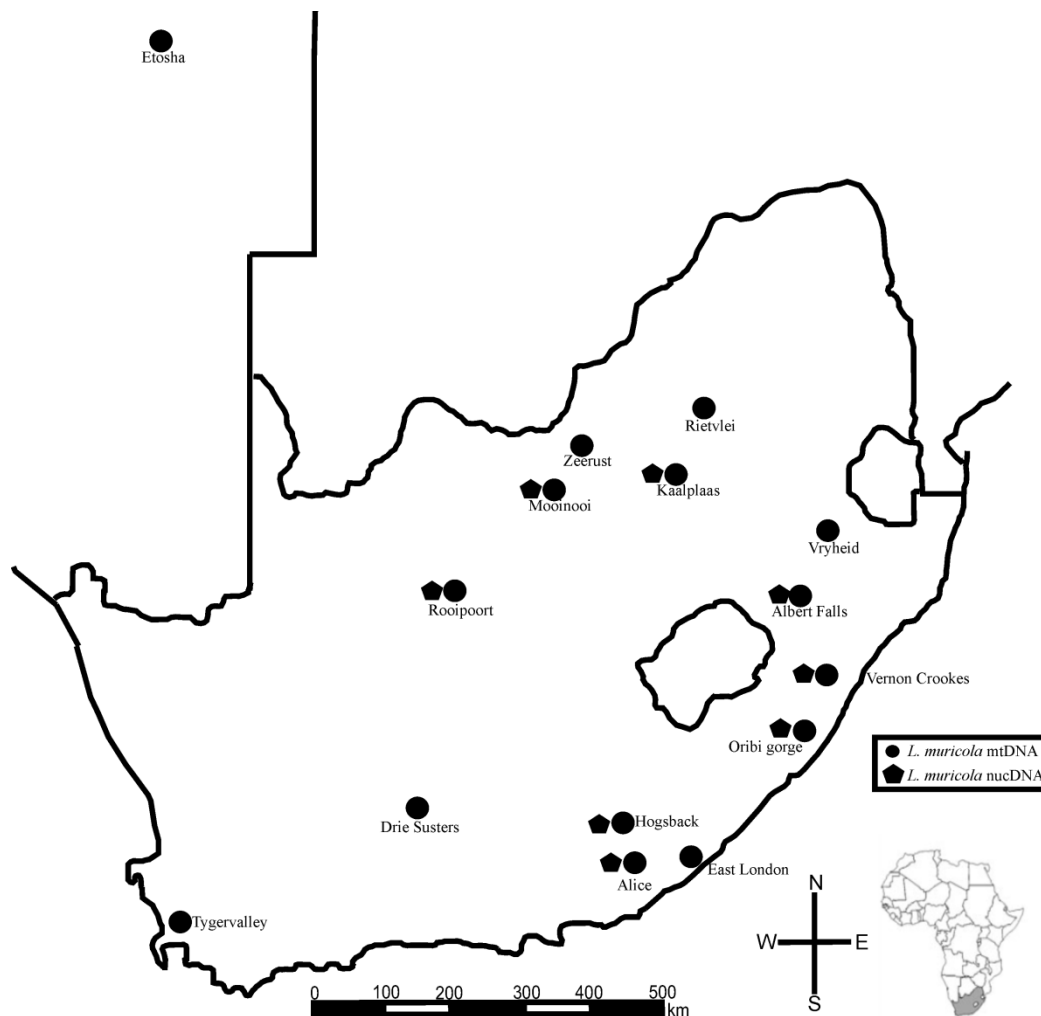 Etosha
Rietvlei
Zeerust
Kaalplaas
Mooinooi
Vryheid
Rooipoort
Albert Falls
Vernon Crookes
Oribi gorge
L. muricola mtDNA
L. muricola nucDNA
Drie Susters
Hogsback
East London
Alice
Tygervalley
N
W E
S
0 100 200 300 400 500
km